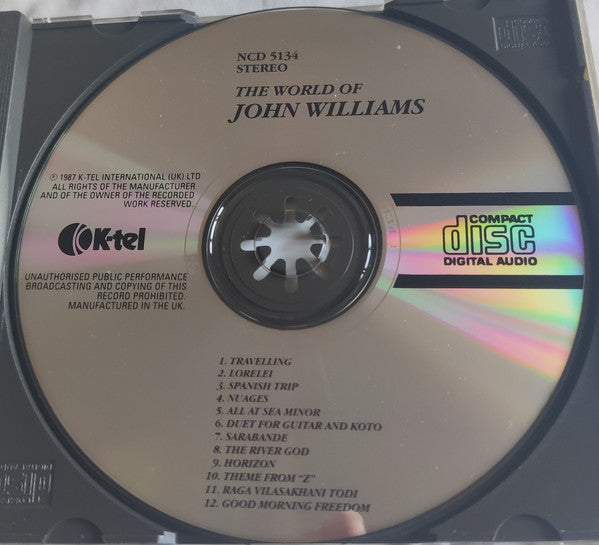 NCD 5134
STEREO
THE WORLD OF
JOHN WILLIAMS
℗ 1987 K-TEL INTERNATIONAL (UK) LTD
ALL RIGHTS OF THE MANUFACTURER
AND OF THE OWNER OF THE RECORDED
WORK RESERVED.
K-tel
UNAUTHORISED PUBLIC PERFORMANCE
BROADCASTING AND COPYING OF THIS
RECORD PROHIBITED.
MANUFACTURED IN THE UK.
COMPACT
disc
DIGITAL AUDIO
1. TRAVELLING
2. LORELEI
3. SPANISH TRIP
4. NUAGES
5. ALL AT SEA MINOR
6. DUET FOR GUITAR AND KOTO
7. SARABANDE
8. THE RIVER GOD
9. HORIZON
10. THEME FROM “Z”
11. RAGA VILASAKHANI TODI
12. GOOD MORNING FREEDOM